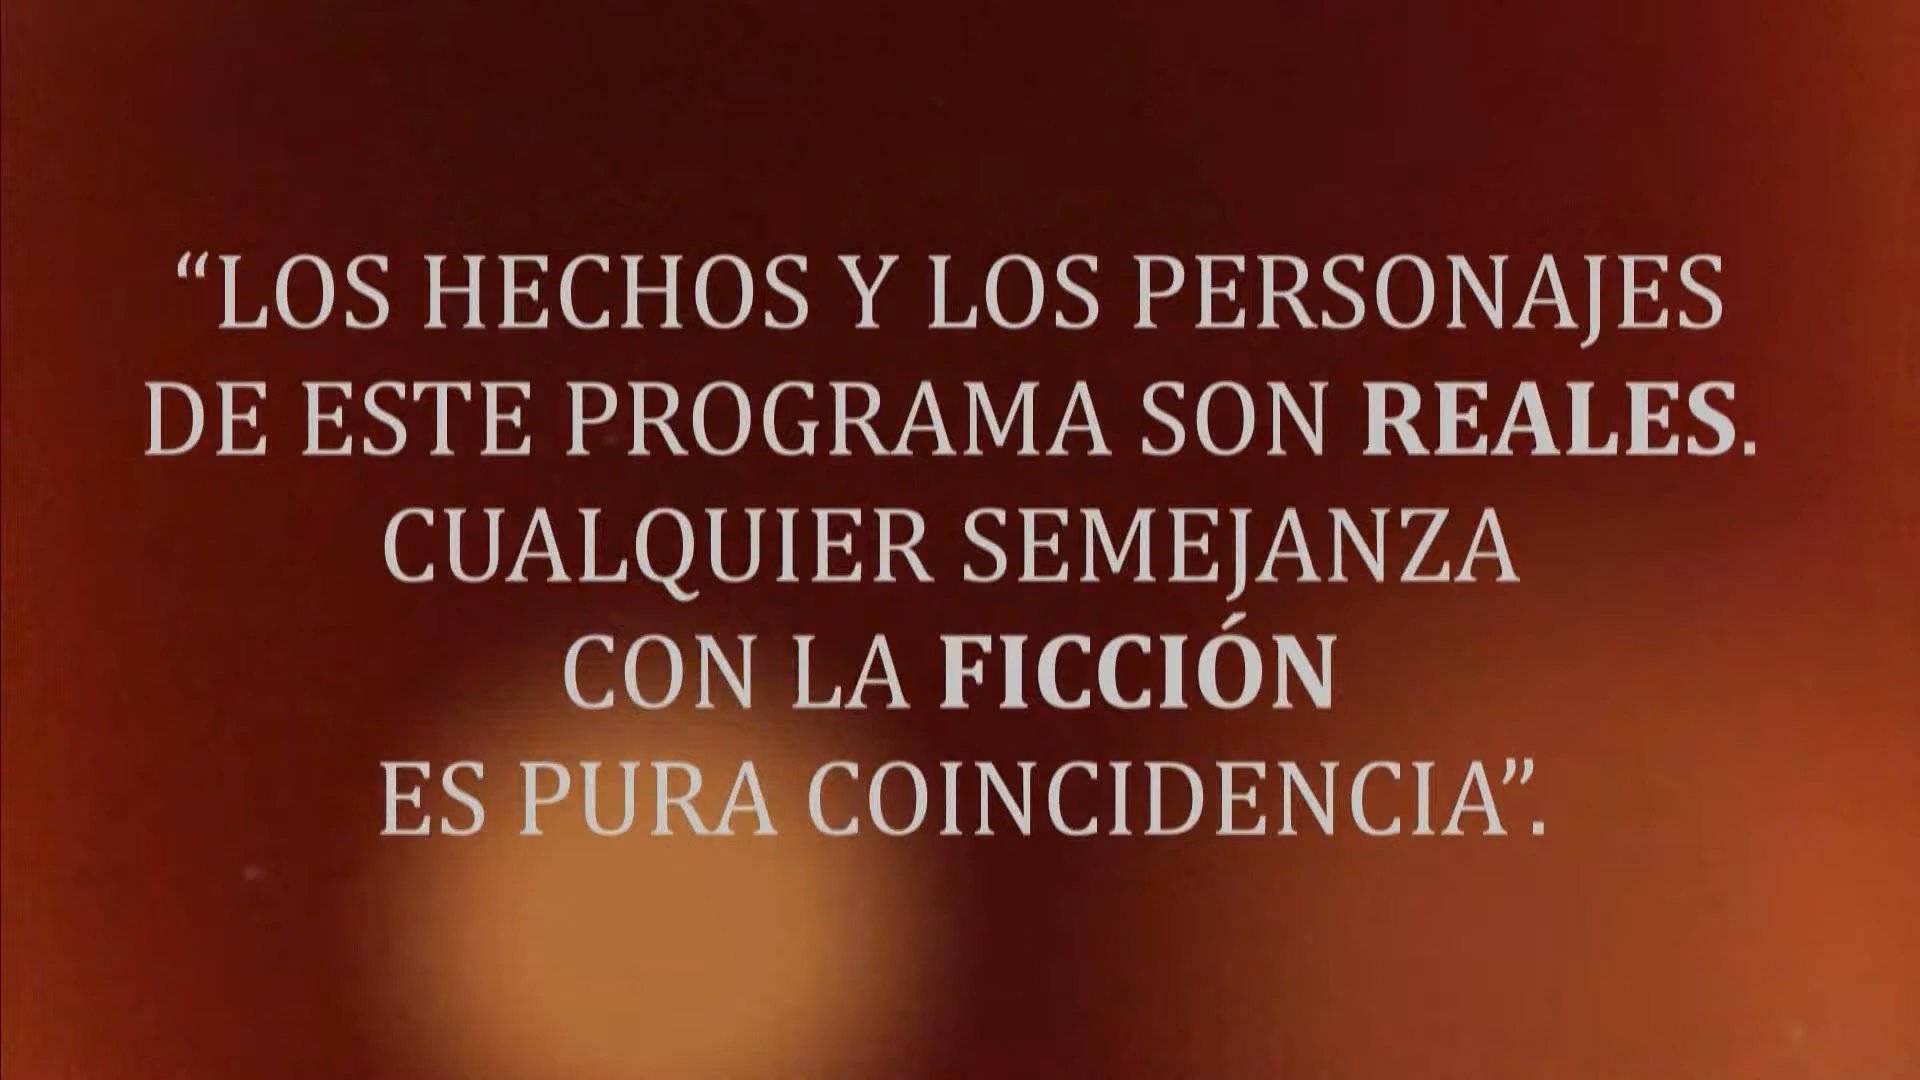 “LOS HECHOS Y LOS PERSONAJES
DE ESTE PROGRAMA SON REALES.
CUALQUIER SEMEJANZA
CON LA FICCIÓN
ES PURA COINCIDENCIA”.